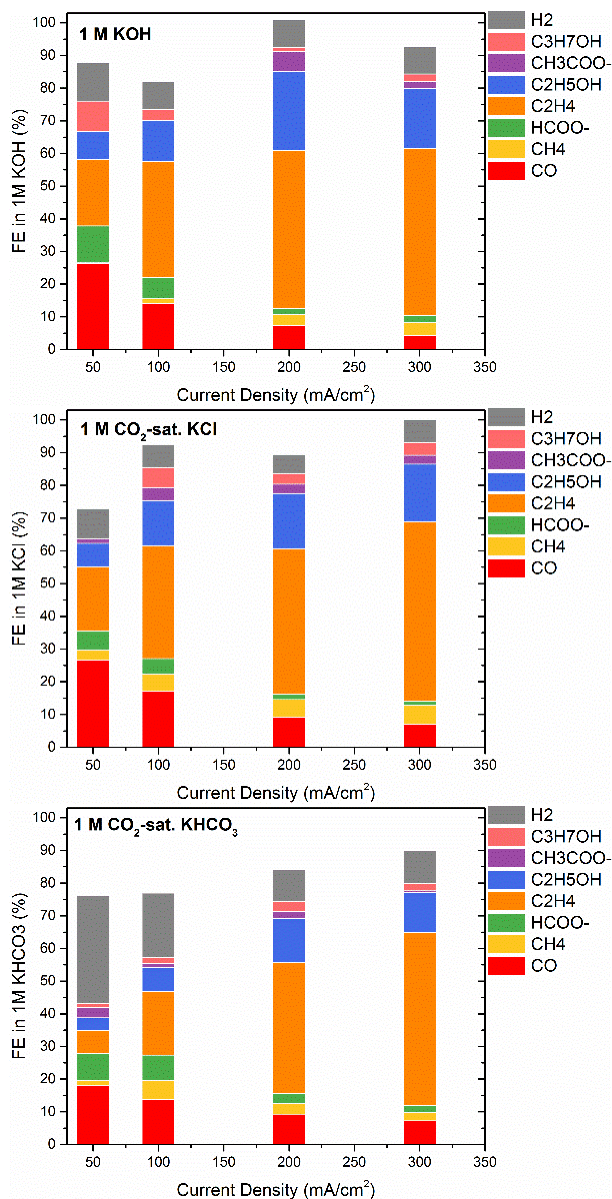 1 M KOH
FE in 1M KOH (%)
100
90
80
70
60
50
40
30
20
10
0
50 100 150 200 250 300 350
Current Density (mA/cm²)
H2
C3H7OH
CH3COO-
C2H5OH
C2H4
HCOO-
CH4
CO
1 M CO₂-sat. KCl
FE in 1M KCl (%)
100
90
80
70
60
50
40
30
20
10
0
50 100 150 200 250 300 350
Current Density (mA/cm²)
H2
C3H7OH
CH3COO-
C2H5OH
C2H4
HCOO-
CH4
CO
1 M CO₂-sat. KHCO₃
FE in 1M KHCO3 (%)
100
90
80
70
60
50
40
30
20
10
0
50 100 150 200 250 300 350
Current Density (mA/cm²)
H2
C3H7OH
CH3COO-
C2H5OH
C2H4
HCOO-
CH4
CO